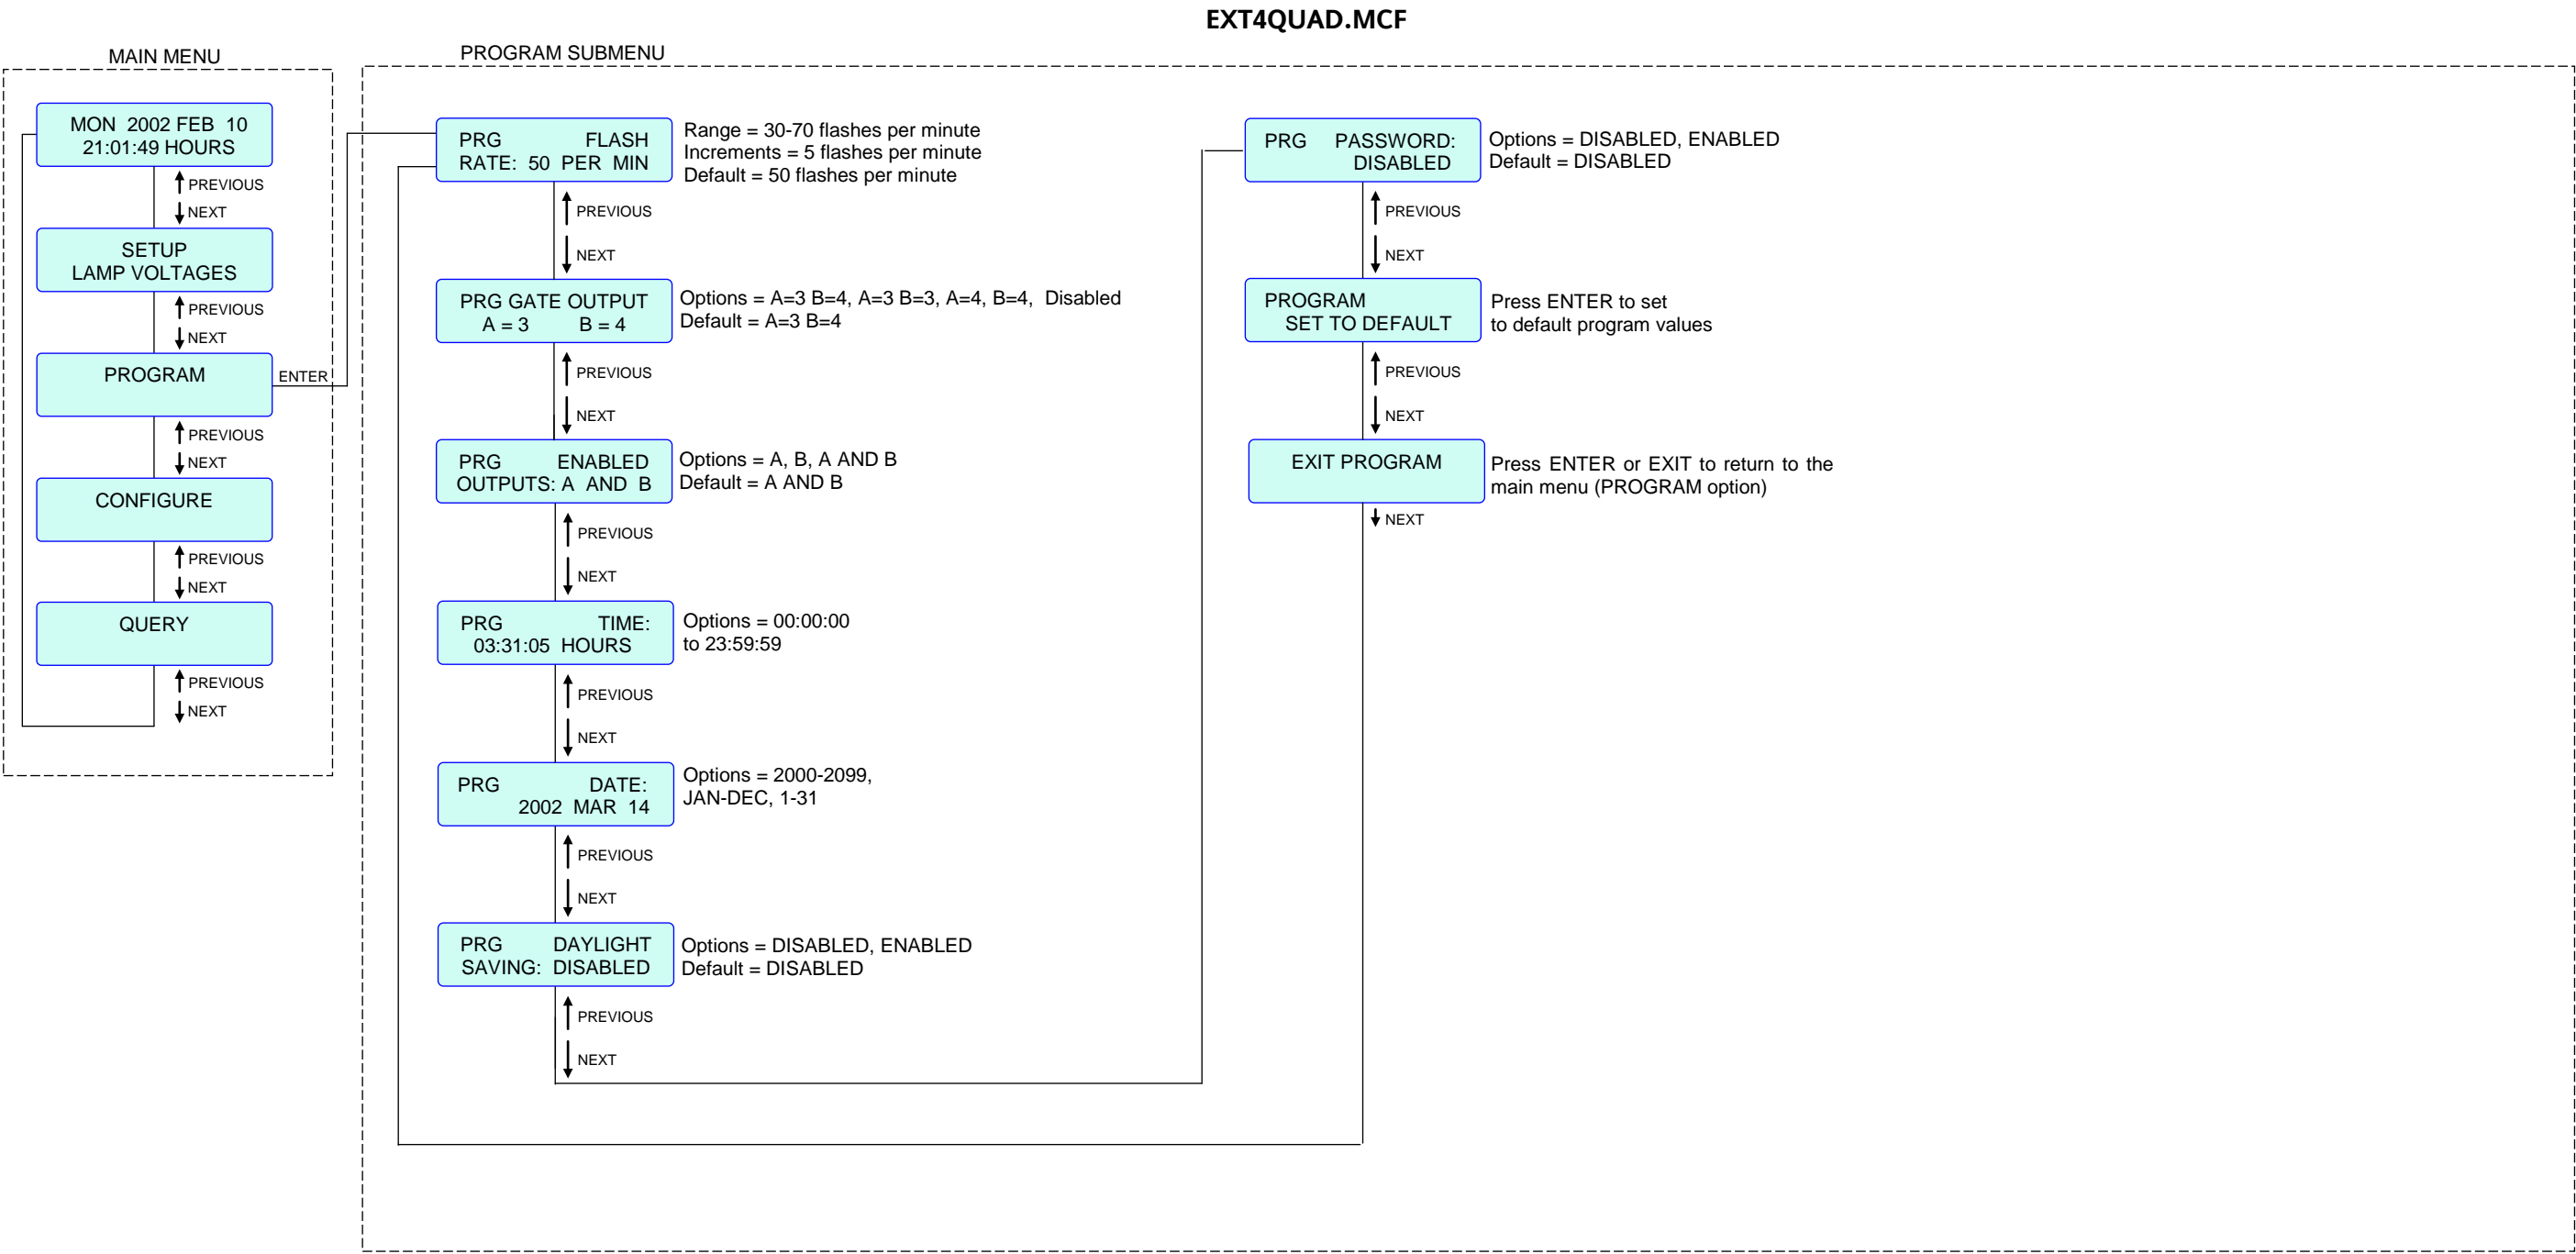 EXT4QUAD.MCF
MAIN MENU
MON 2002 FEB 10
21:01:49 HOURS
PREVIOUS
NEXT
SETUP
LAMP VOLTAGES
PREVIOUS
NEXT
PROGRAM
ENTER
PREVIOUS
NEXT
CONFIGURE
PREVIOUS
NEXT
QUERY
PREVIOUS
NEXT
PROGRAM SUBMENU
PRG FLASH
RATE: 50 PER MIN
Range = 30-70 flashes per minute
Increments = 5 flashes per minute
Default = 50 flashes per minute
PREVIOUS
NEXT
PRG GATE OUTPUT
A = 3 B = 4
Options = A=3 B=4, A=3 B=3, A=4, B=4, Disabled
Default = A=3 B=4
PREVIOUS
NEXT
PRG ENABLED
OUTPUTS: A AND B
Options = A, B, A AND B
Default = A AND B
PREVIOUS
NEXT
PRG TIME:
03:31:05 HOURS
Options = 00:00:00
to 23:59:59
PREVIOUS
NEXT
PRG DATE:
2002 MAR 14
Options = 2000-2099,
JAN-DEC, 1-31
PREVIOUS
NEXT
PRG DAYLIGHT
SAVING: DISABLED
Options = DISABLED, ENABLED
Default = DISABLED
PREVIOUS
NEXT
PRG PASSWORD:
DISABLED
Options = DISABLED, ENABLED
Default = DISABLED
PREVIOUS
NEXT
PROGRAM
SET TO DEFAULT
Press ENTER to set
to default program values
PREVIOUS
NEXT
EXIT PROGRAM
Press ENTER or EXIT to return to the
main menu (PROGRAM option)
NEXT